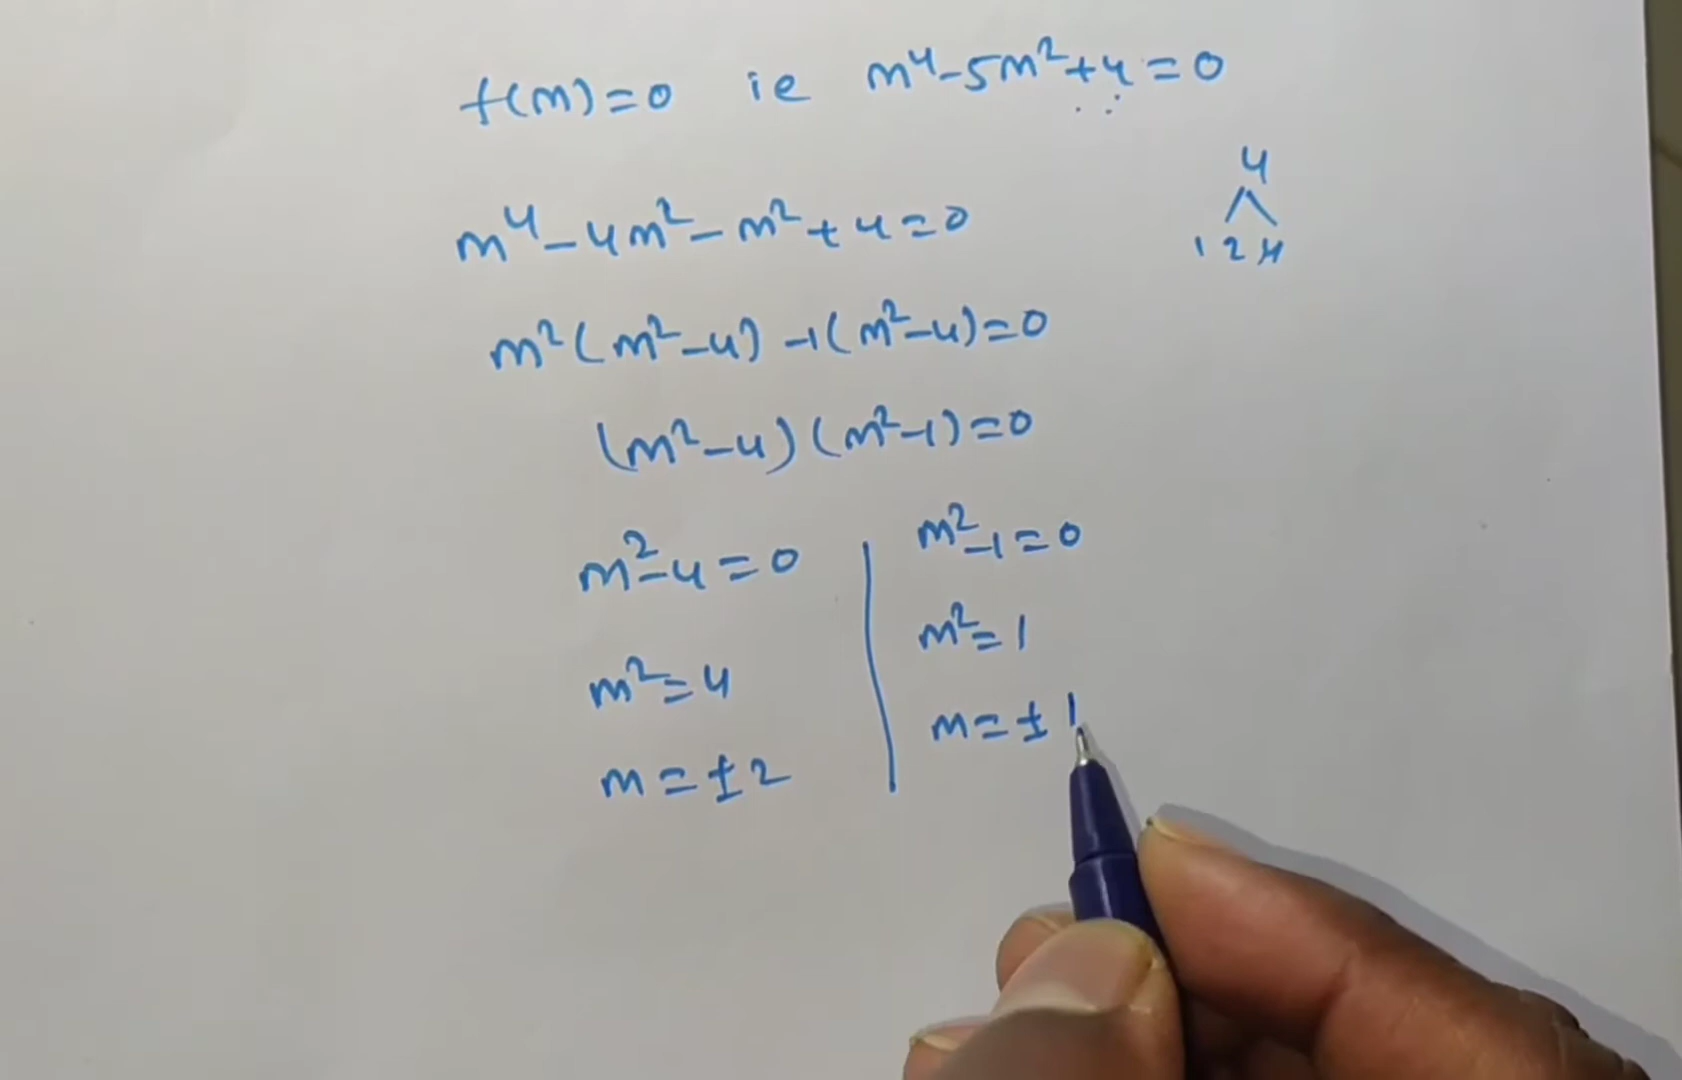 f(m)=0 ie m⁴-5m²+4=0
4
1 2 4
m⁴-4m²-m²+4=0
m²(m²-4)-1(m²-4)=0
(m²-4)(m²-1)=0
m²-4=0
m²=4
m=±2
m²-1=0
m²=1
m=±1